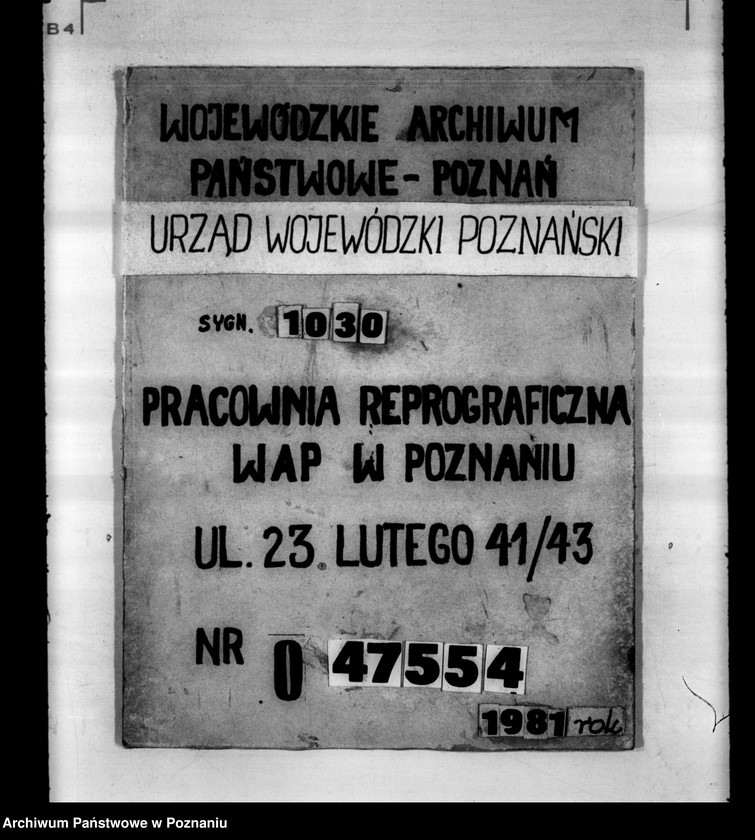 B4
WOJEWÓDZKIE ARCHIWUM
PAŃSTWOWE - POZNAŃ
URZĄD WOJEWÓDZKI POZNAŃSKI
SYGN. 1030
PRACOWNIA REPROGRAFICZNA
WAP W POZNANIU
UL. 23. LUTEGO 41/43
NR 0 47554
1981 rok
Archiwum Państwowe w Poznaniu